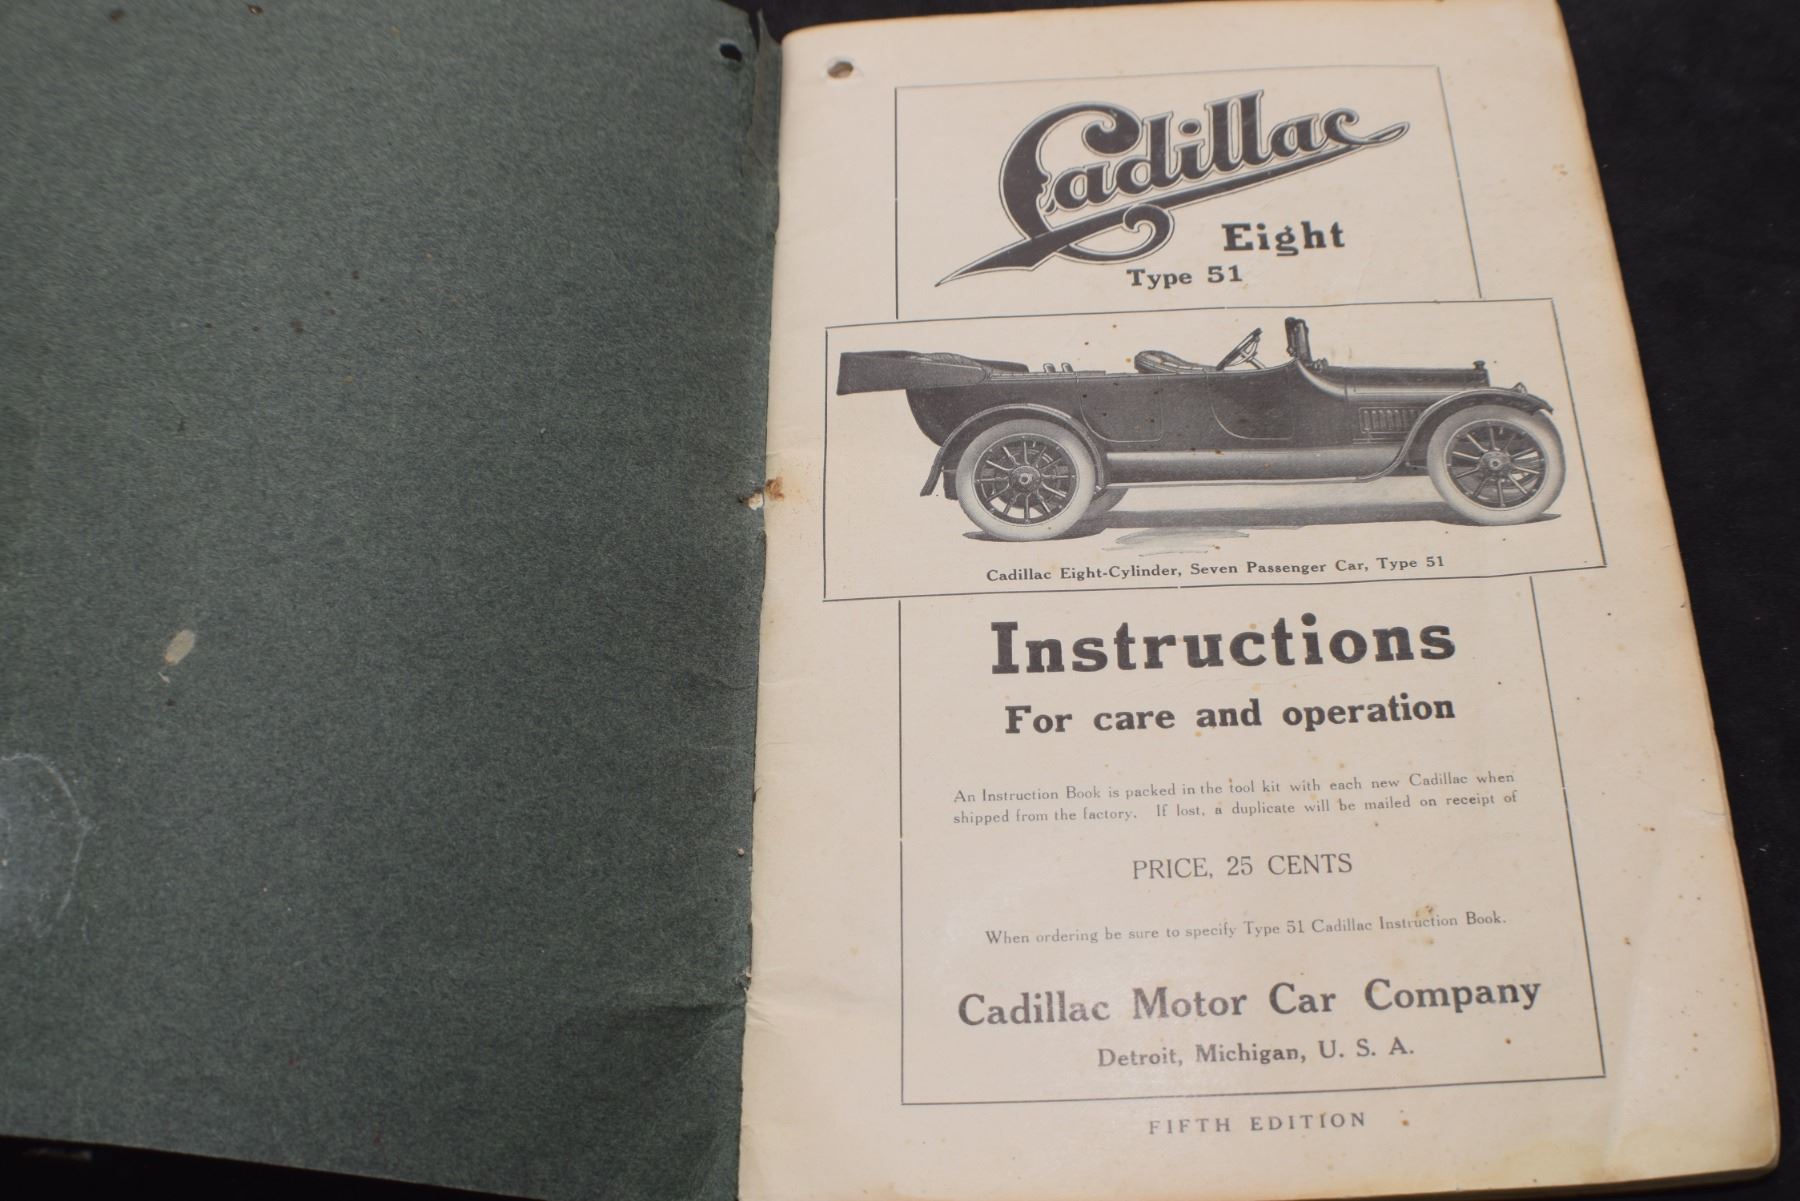 Cadillac
Eight
Type 51
Cadillac Eight-Cylinder, Seven Passenger Car, Type 51
Instructions
For care and operation
An Instruction Book is packed in the tool kit with each new Cadillac when
shipped from the factory. If lost, a duplicate will be mailed on receipt of
PRICE, 25 CENTS
When ordering be sure to specify Type 51 Cadillac Instruction Book.
Cadillac Motor Car Company
Detroit, Michigan, U. S. A.
FIFTH EDITION